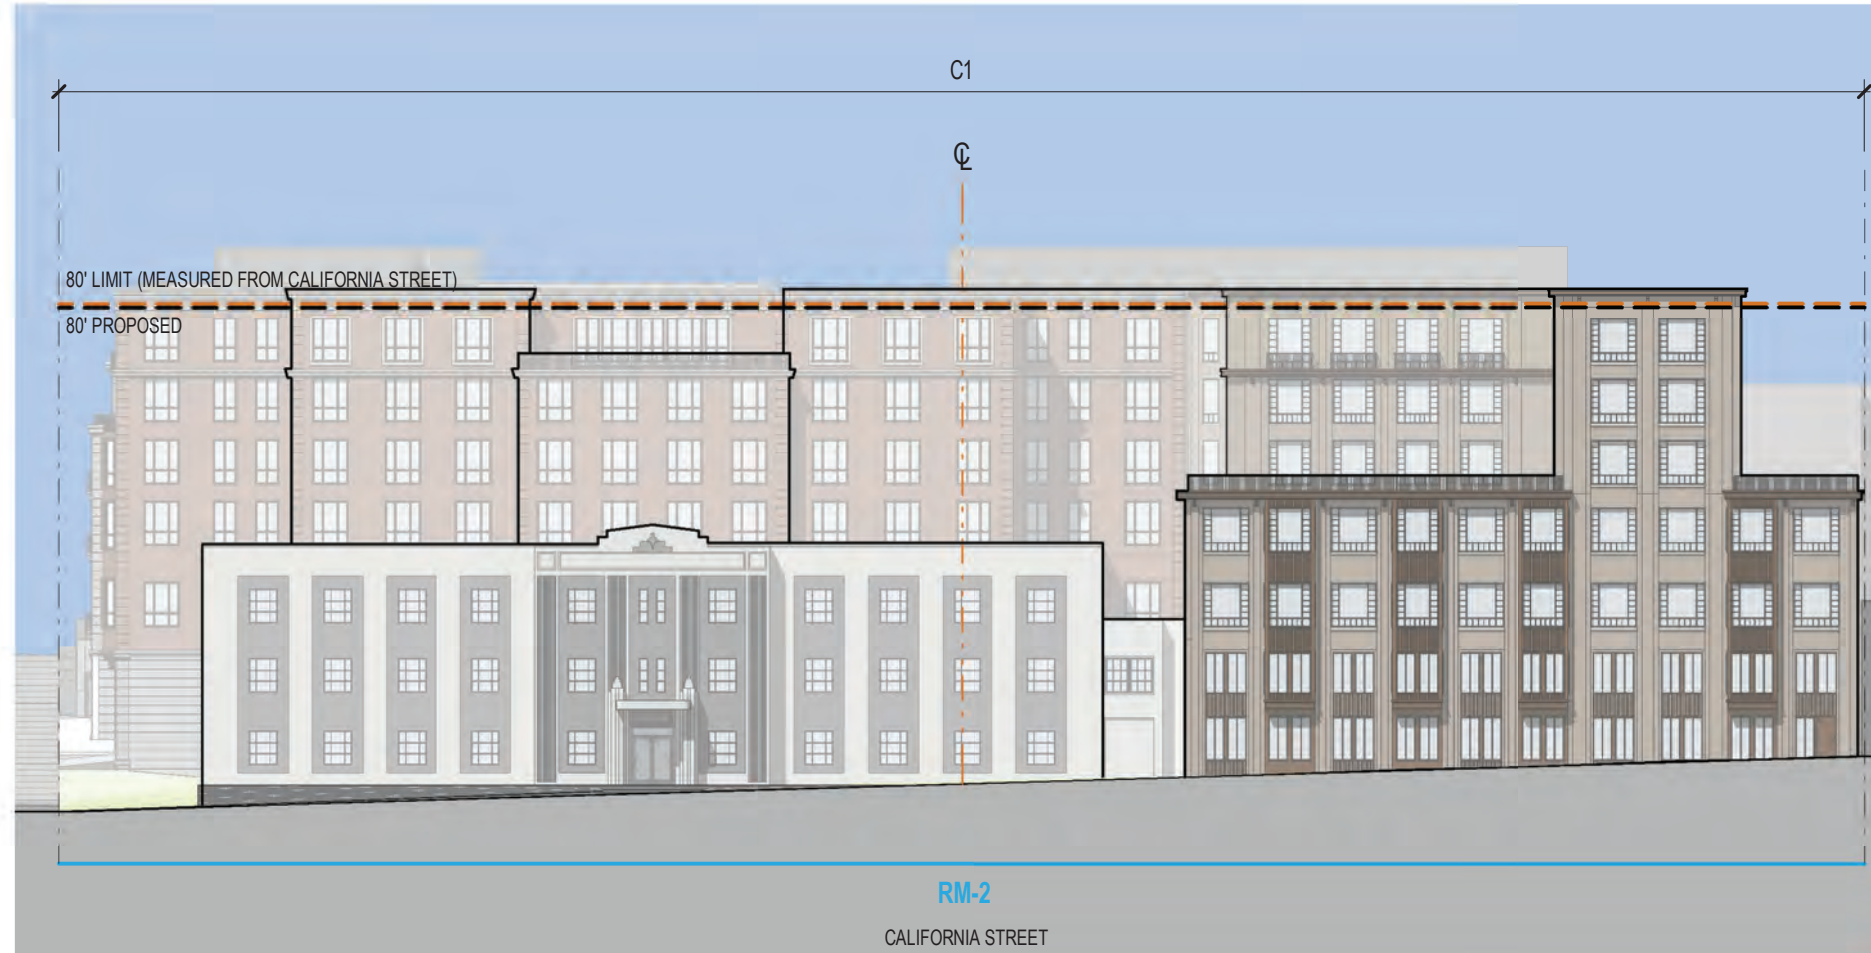 C1
℄
80' LIMIT (MEASURED FROM CALIFORNIA STREET)
80' PROPOSED
RM-2
CALIFORNIA STREET